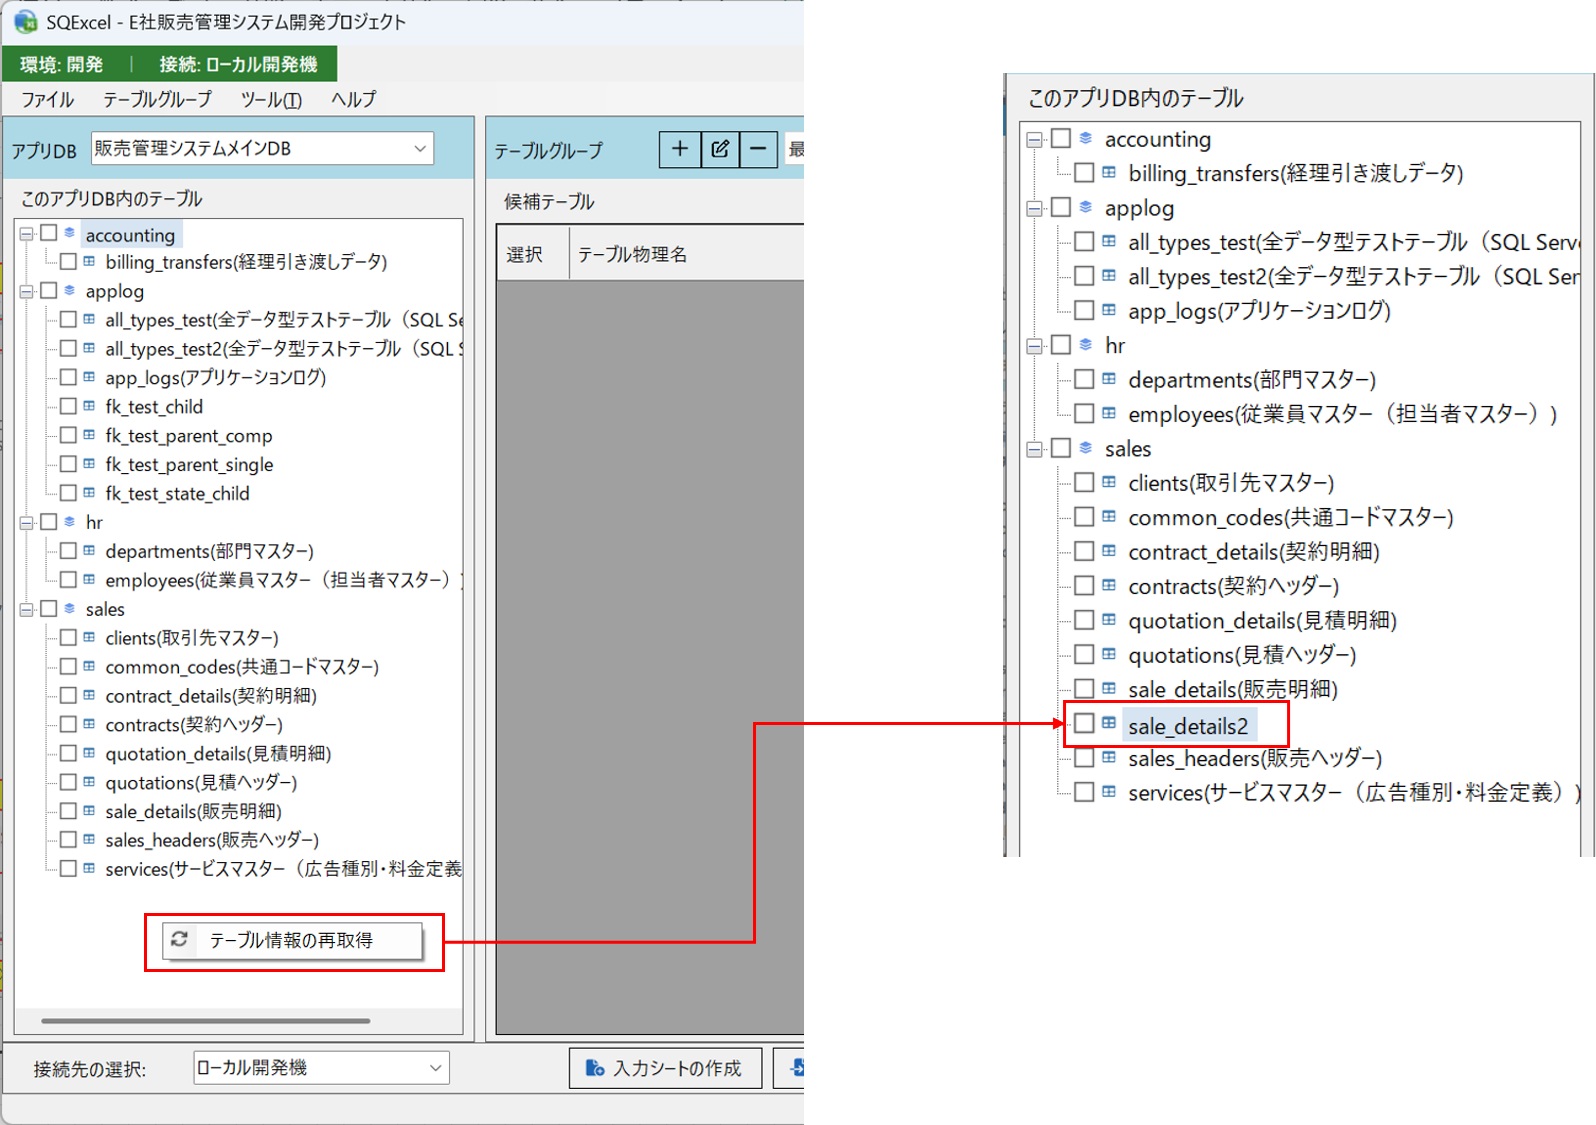 SQExcel - E社販売管理システム開発プロジェクト
環境: 開発 | 接続: ローカル開発機
ファイル テーブルグループ ツール(T) ヘルプ
アプリDB 販売管理システムメインDB
このアプリDB内のテーブル
accounting
billing_transfers(経理引き渡しデータ)
applog
all_types_test(全データ型テストテーブル（SQL Se
all_types_test2(全データ型テストテーブル（SQL S
app_logs(アプリケーションログ)
fk_test_child
fk_test_parent_comp
fk_test_parent_single
fk_test_state_child
hr
departments(部門マスター)
employees(従業員マスター（担当者マスター）)
sales
clients(取引先マスター)
common_codes(共通コードマスター)
contract_details(契約明細)
contracts(契約ヘッダー)
quotation_details(見積明細)
quotations(見積ヘッダー)
sale_details(販売明細)
sales_headers(販売ヘッダー)
services(サービスマスター（広告種別・料金定義
テーブル情報の再取得
接続先の選択: ローカル開発機
テーブルグループ + − 最
候補テーブル
選択 テーブル物理名
入力シートの作成
このアプリDB内のテーブル
accounting
billing_transfers(経理引き渡しデータ)
applog
all_types_test(全データ型テストテーブル（SQL Serv
all_types_test2(全データ型テストテーブル（SQL Ser
app_logs(アプリケーションログ)
hr
departments(部門マスター)
employees(従業員マスター（担当者マスター）)
sales
clients(取引先マスター)
common_codes(共通コードマスター)
contract_details(契約明細)
contracts(契約ヘッダー)
quotation_details(見積明細)
quotations(見積ヘッダー)
sale_details(販売明細)
sale_details2
sales_headers(販売ヘッダー)
services(サービスマスター（広告種別・料金定義）)